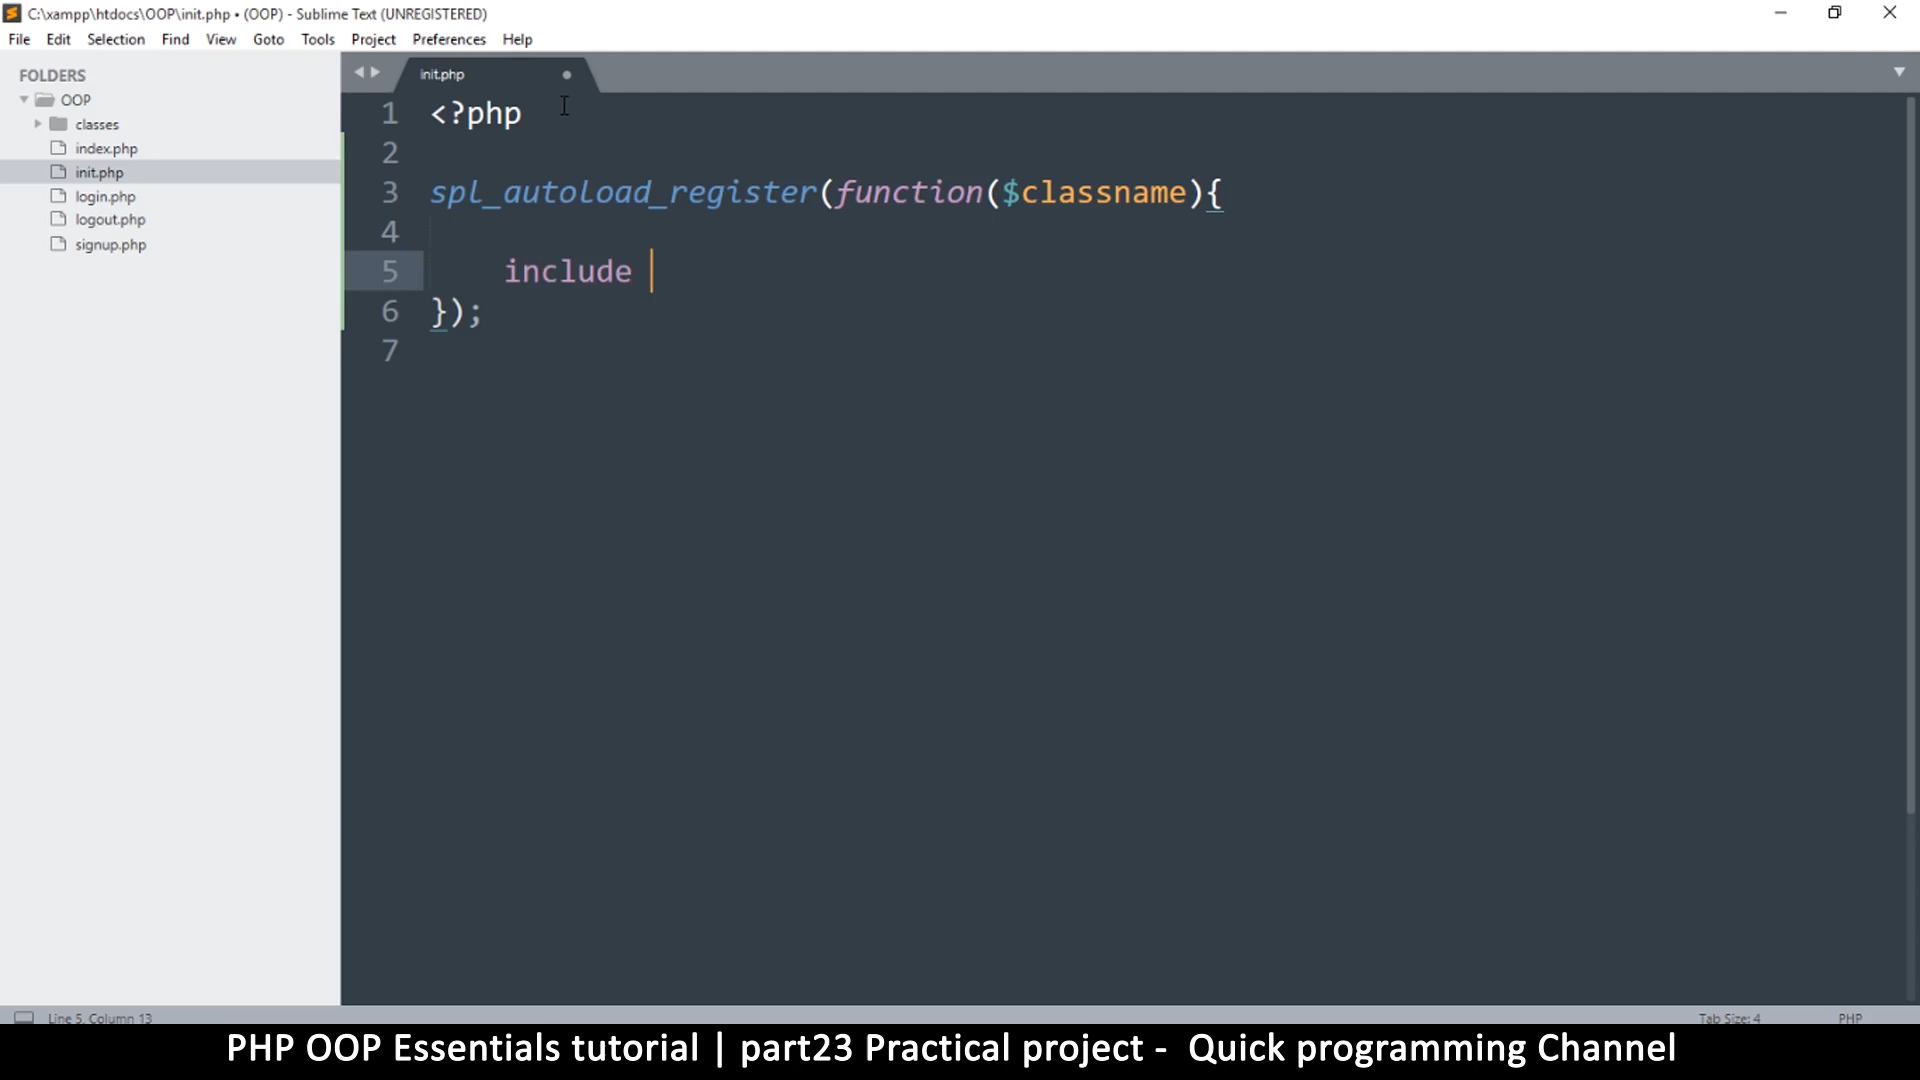 C:\xampp\htdocs\OOP\init.php • (OOP) - Sublime Text (UNREGISTERED)
File Edit Selection Find View Goto Tools Project Preferences Help
FOLDERS
OOP
classes
index.php
init.php
login.php
logout.php
signup.php
init.php
1 <?php
2
3 spl_autoload_register(function($classname){
4
5 include
6 });
7
Line 5, Column 13
Tab Size: 4
PHP
PHP OOP Essentials tutorial | part23 Practical project - Quick programming Channel